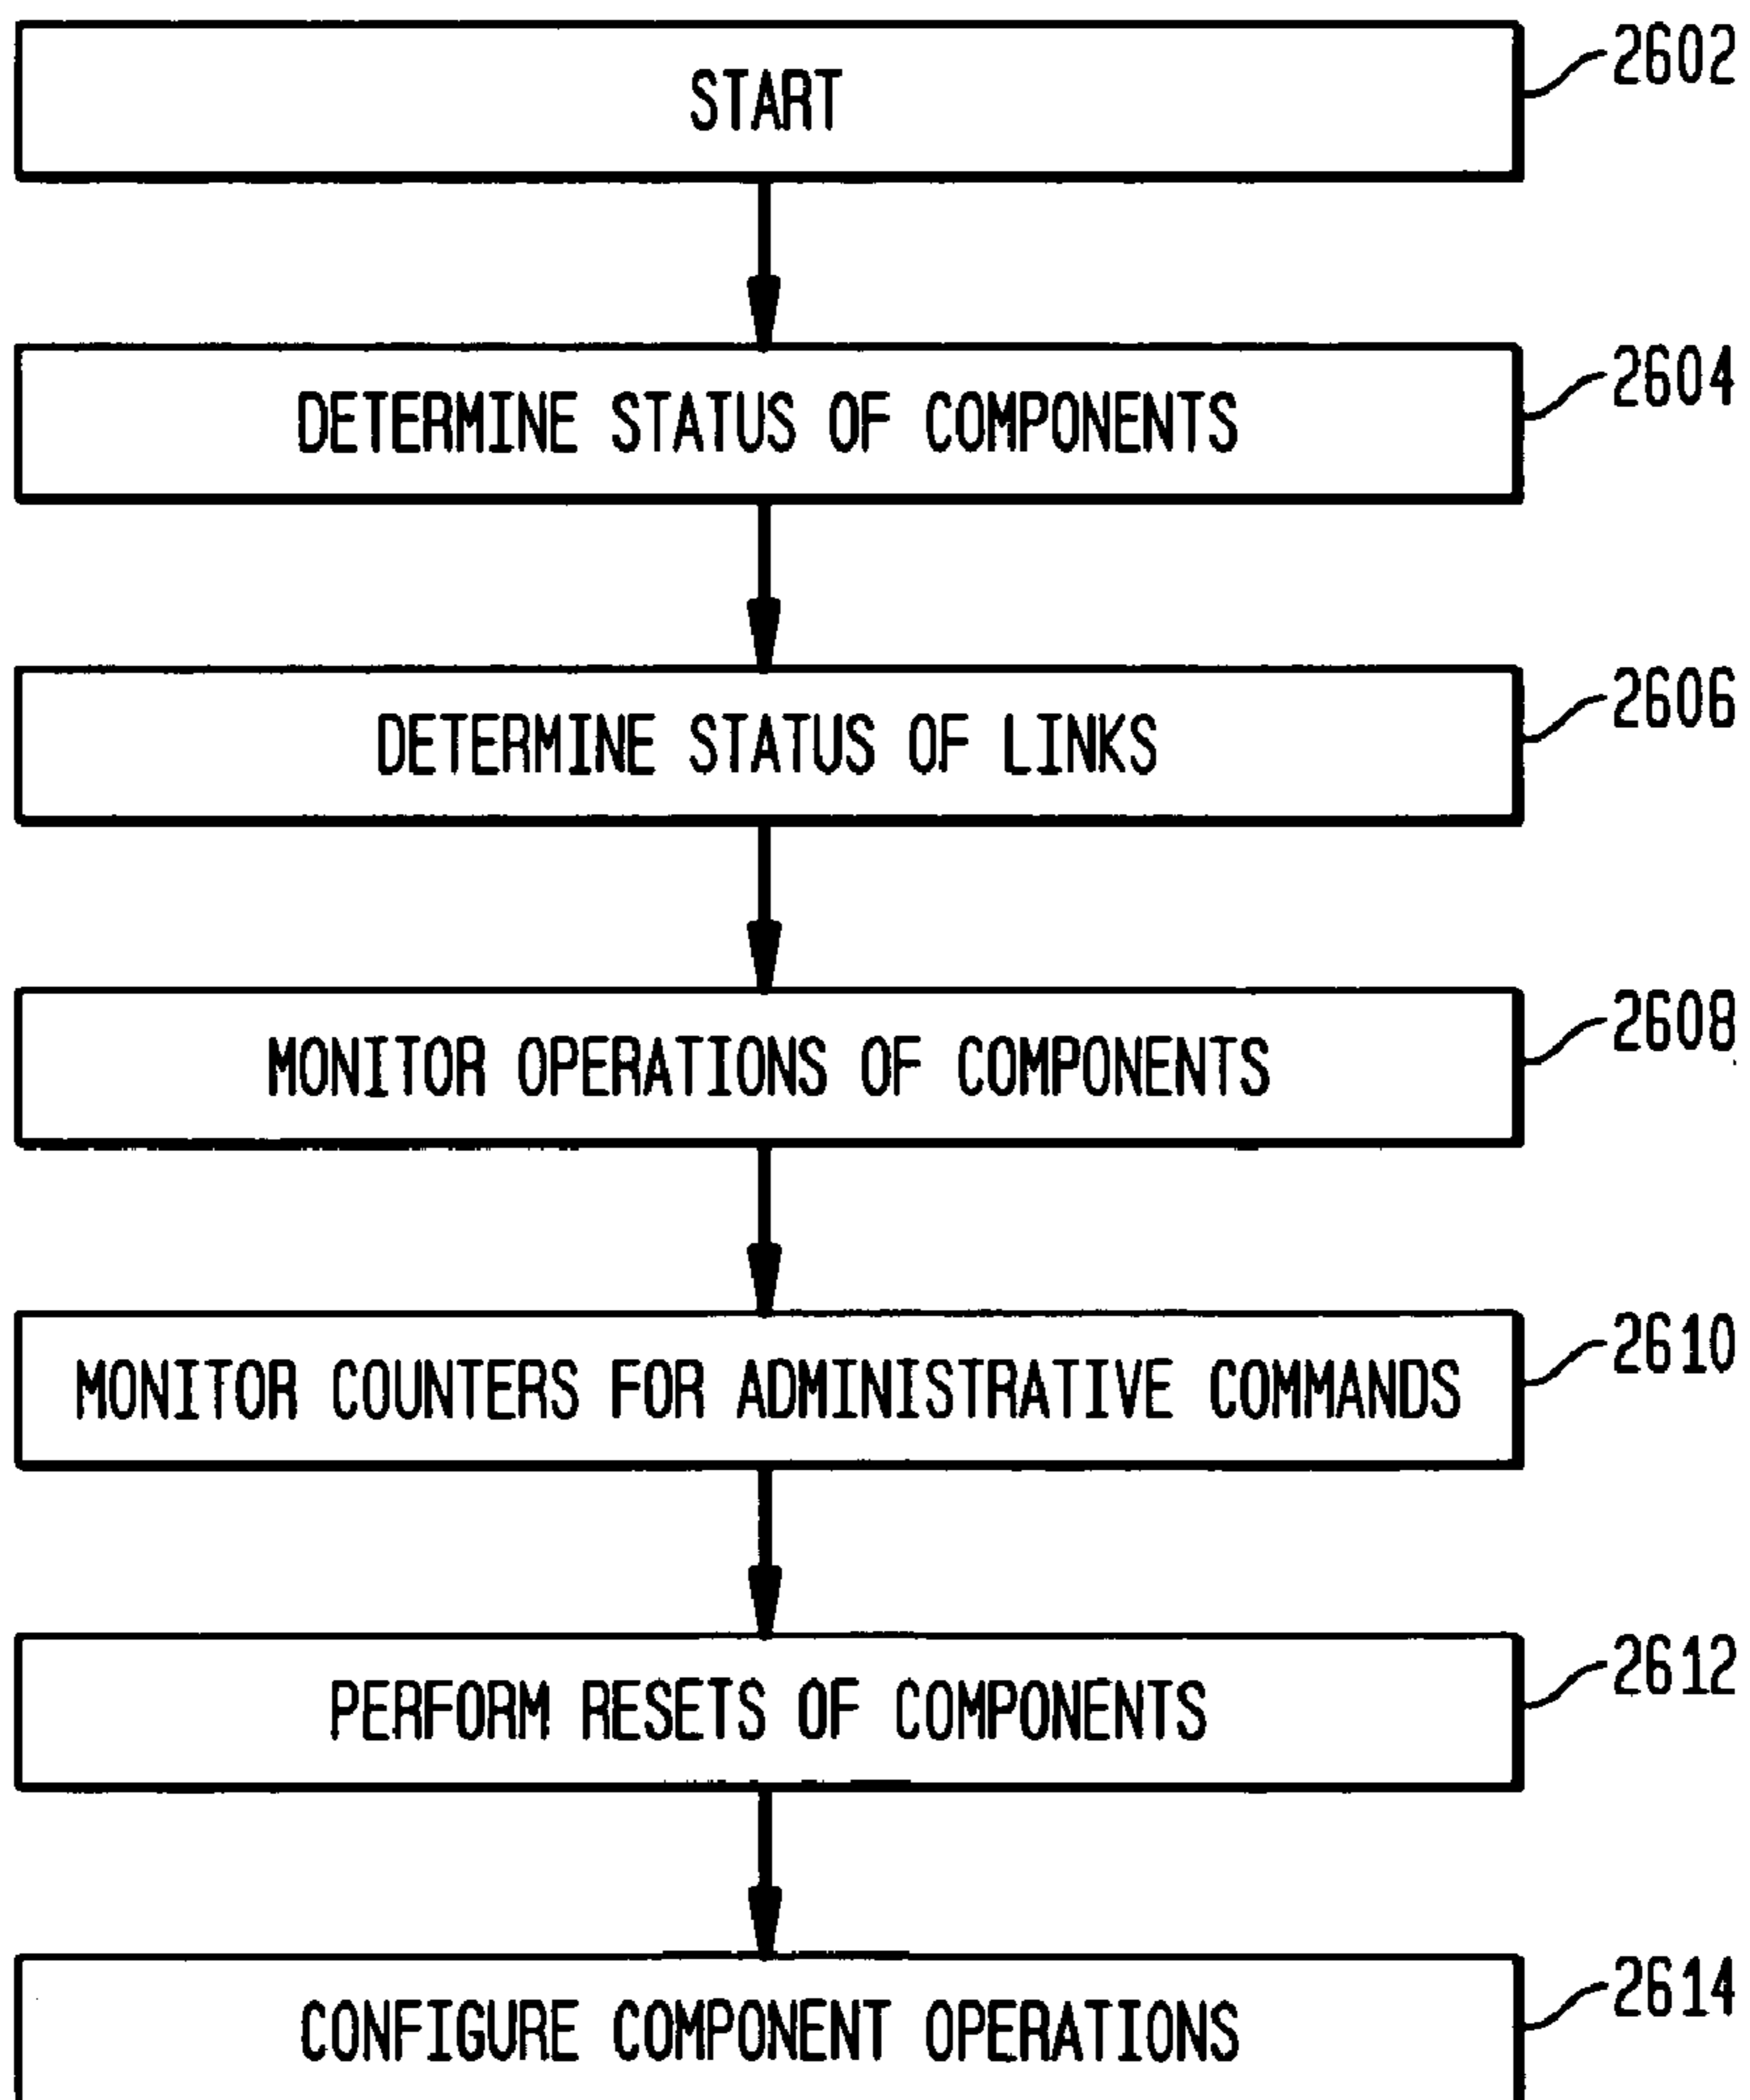 START
2602
DETERMINE STATUS OF COMPONENTS
2604
DETERMINE STATUS OF LINKS
2606
MONITOR OPERATIONS OF COMPONENTS
2608
MONITOR COUNTERS FOR ADMINISTRATIVE COMMANDS
2610
PERFORM RESETS OF COMPONENTS
2612
CONFIGURE COMPONENT OPERATIONS
2614